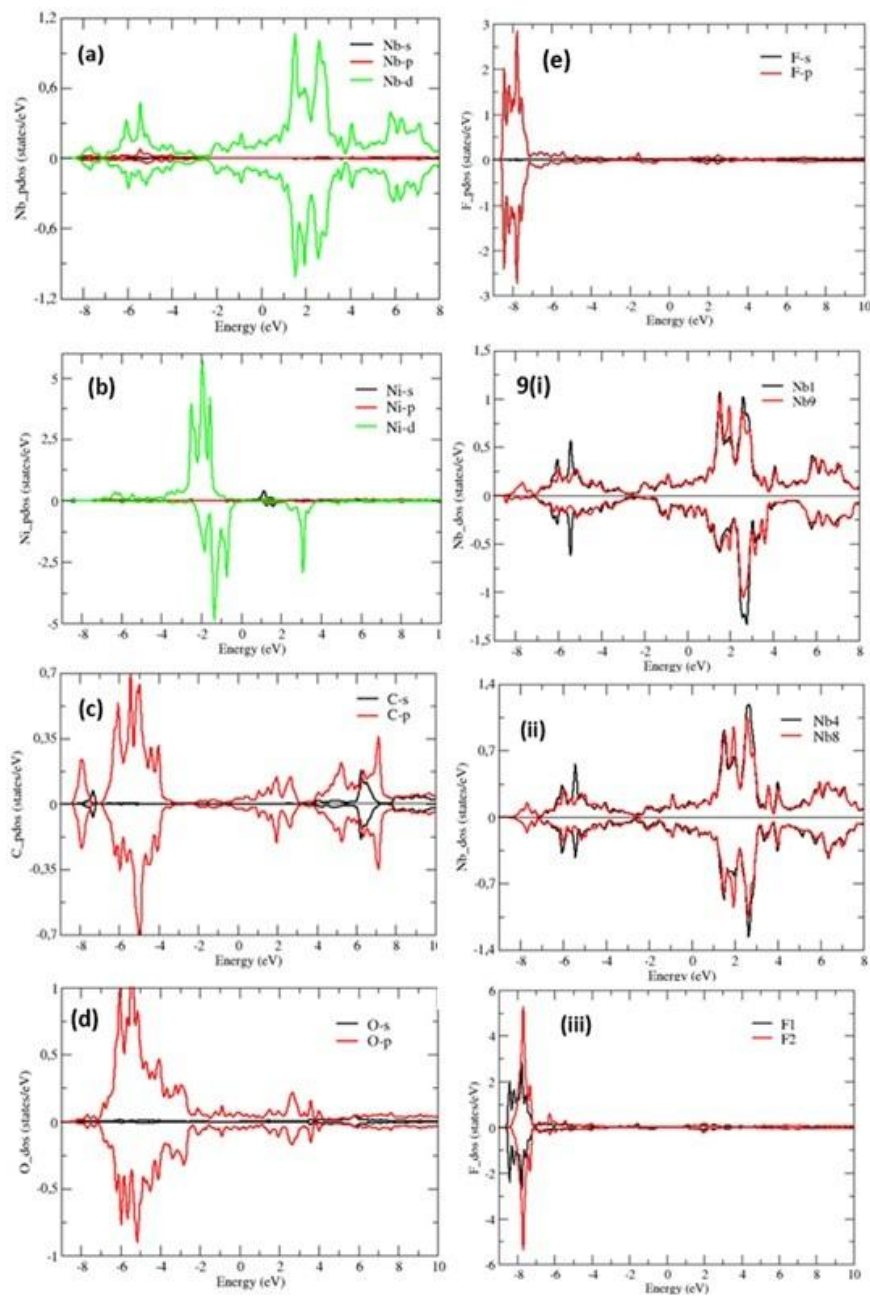 (a)
Nb-s
Nb-p
Nb-d
Nb_pdos (states/eV)
1,2
0,6
0
-0,6
-1,2
-8 -6 -4 -2 0 2 4 6 8
Energy (eV)
(b)
Ni-s
Ni-p
Ni-d
Ni_pdos (states/eV)
5
2,5
0
-2,5
-5
-8 -6 -4 -2 0 2 4 6 8 1
Energy (eV)
(c)
C-s
C-p
C_pdos (states/eV)
0,7
0,35
0
-0,35
-0,7
-8 -6 -4 -2 0 2 4 6 8 10
Energy (eV)
(d)
O-s
O-p
O_dos (states/eV)
1
0,5
0
-0,5
-1
-8 -6 -4 -2 0 2 4 6 8 10
Energy (eV)
(e)
F-s
F-p
F_pdos (states/eV)
3
2
1
0
-1
-2
-3
-8 -6 -4 -2 0 2 4 6 8 10
Energy (eV)
9(i)
Nb1
Nb9
Nb_dos (states/eV)
1,5
1
0,5
0
-0,5
-1
-1,5
-8 -6 -4 -2 0 2 4 6 8
Energy (eV)
(ii)
Nb4
Nb8
Nb_dos (states/eV)
1,4
0,7
0
-0,7
-1,4
-8 -6 -4 -2 0 2 4 6 8
Energy (eV)
(iii)
F1
F2
F_dos (states/eV)
6
4
2
0
-2
-4
-6
-8 -6 -4 -2 0 2 4 6 8 10
Energy (eV)